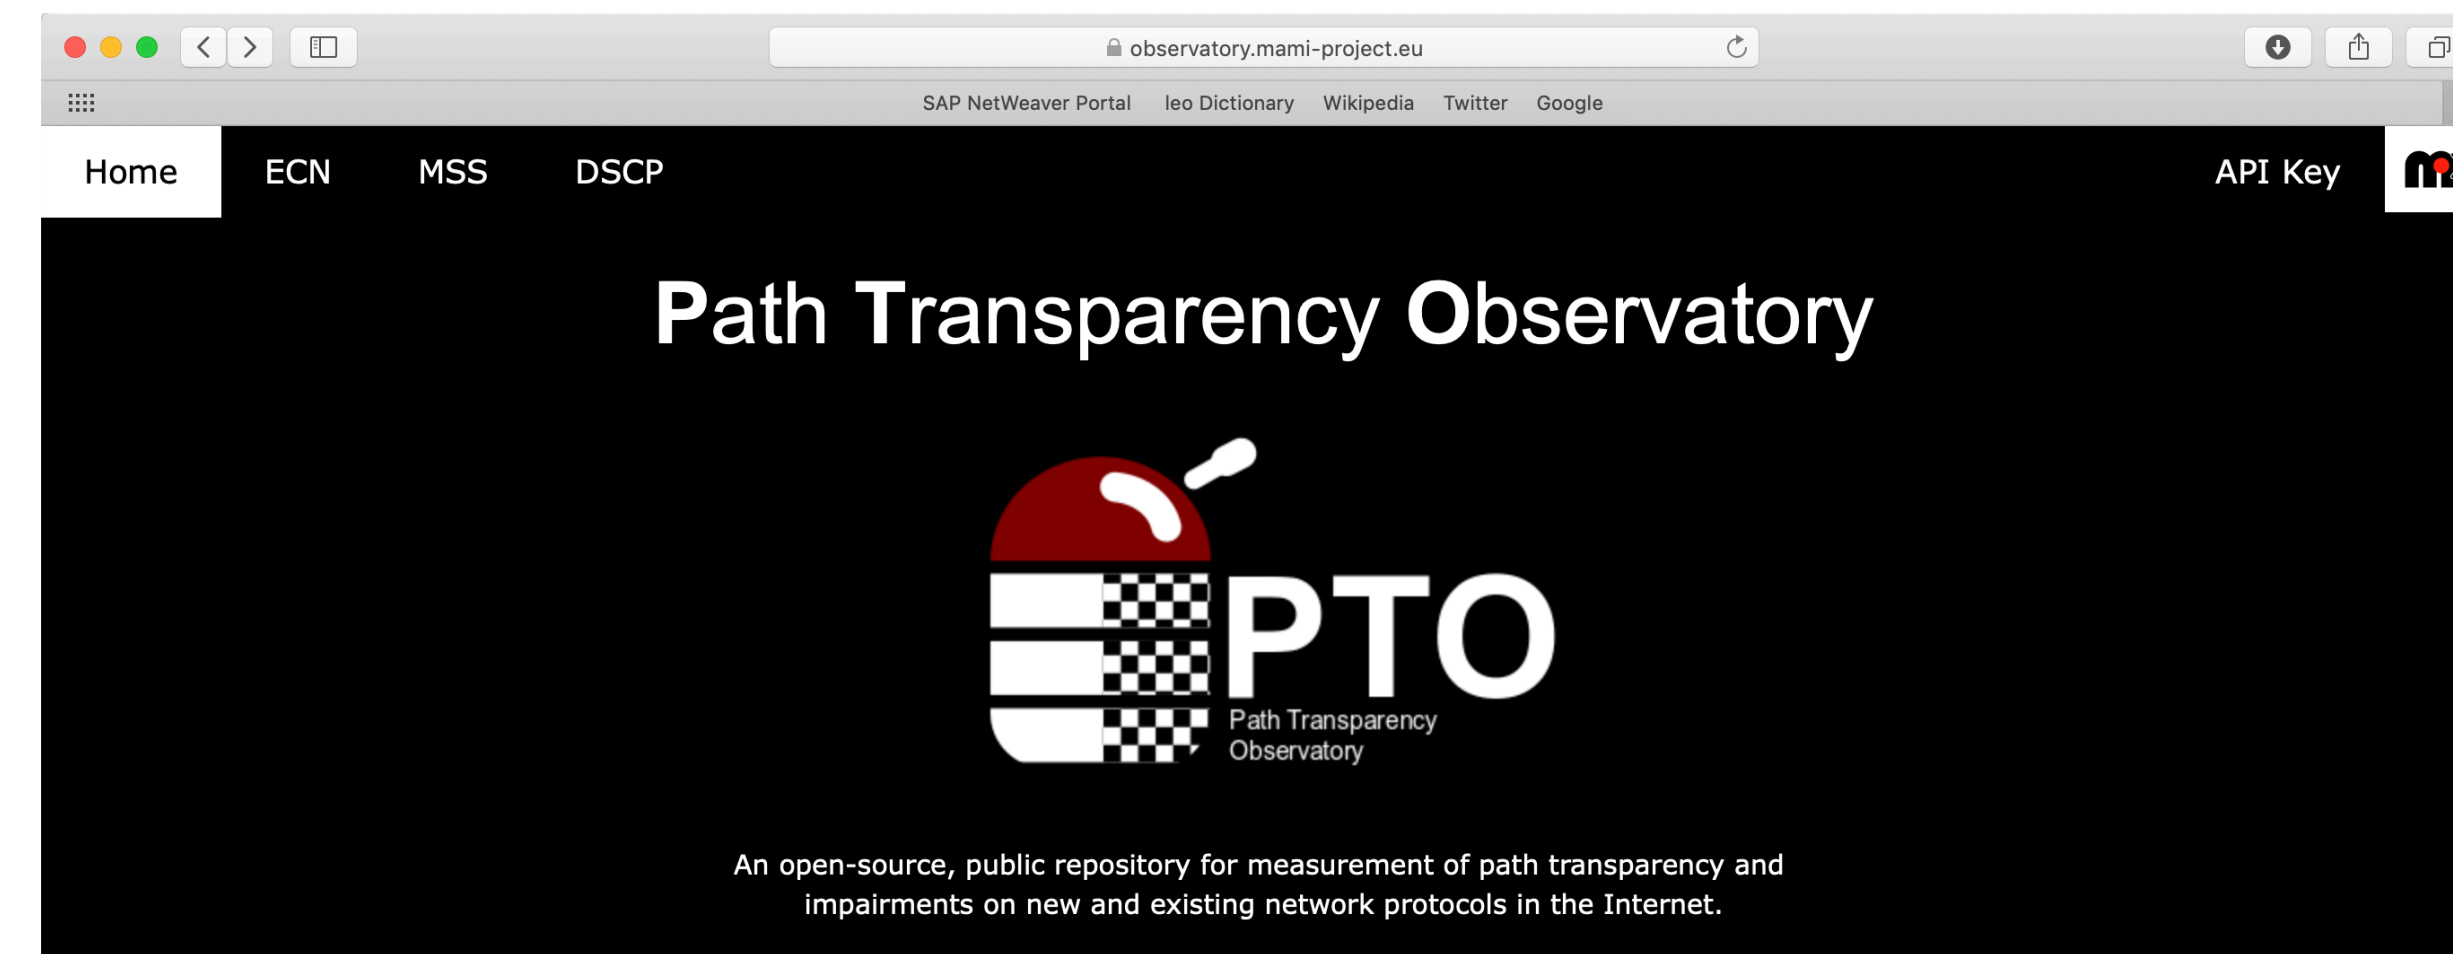 observatory.mami-project.eu
SAP NetWeaver Portal leo Dictionary Wikipedia Twitter Google
Home ECN MSS DSCP API Key
Path Transparency Observatory
PTO
Path Transparency
Observatory
An open-source, public repository for measurement of path transparency and
impairments on new and existing network protocols in the Internet.